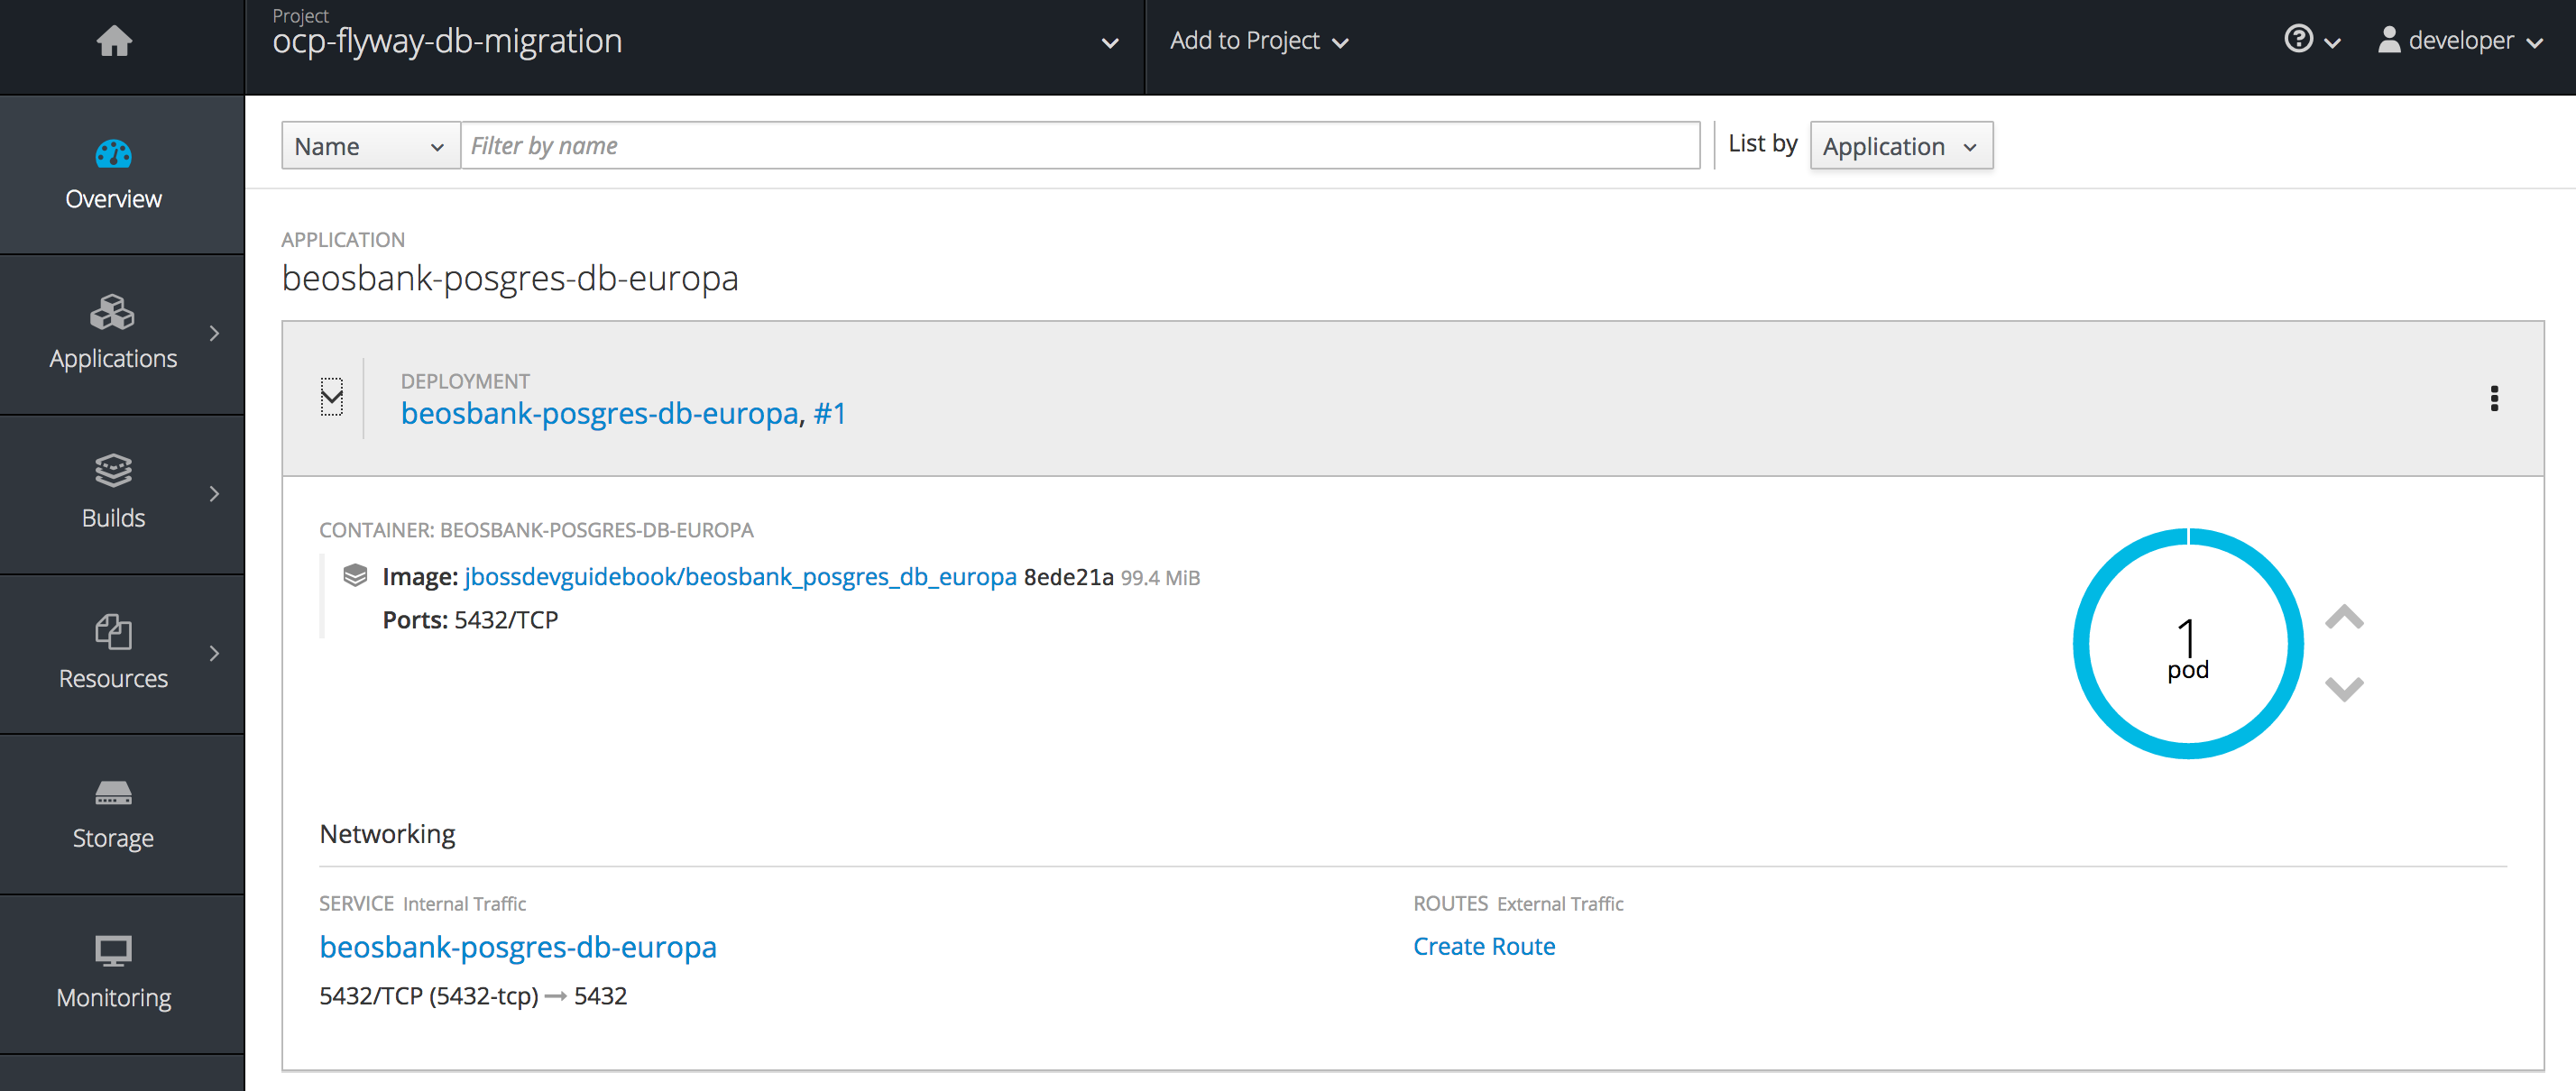 Project
ocp-flyway-db-migration
Add to Project
developer
Overview
Applications
Builds
Resources
Storage
Monitoring
Name
Filter by name
List by
Application
APPLICATION
beosbank-posgres-db-europa
DEPLOYMENT
beosbank-posgres-db-europa, #1
CONTAINER: BEOSBANK-POSGRES-DB-EUROPA
Image: jbossdevguidebook/beosbank_posgres_db_europa 8ede21a 99.4 MiB
Ports: 5432/TCP
1
pod
Networking
SERVICE Internal Traffic
beosbank-posgres-db-europa
5432/TCP (5432-tcp) → 5432
ROUTES External Traffic
Create Route